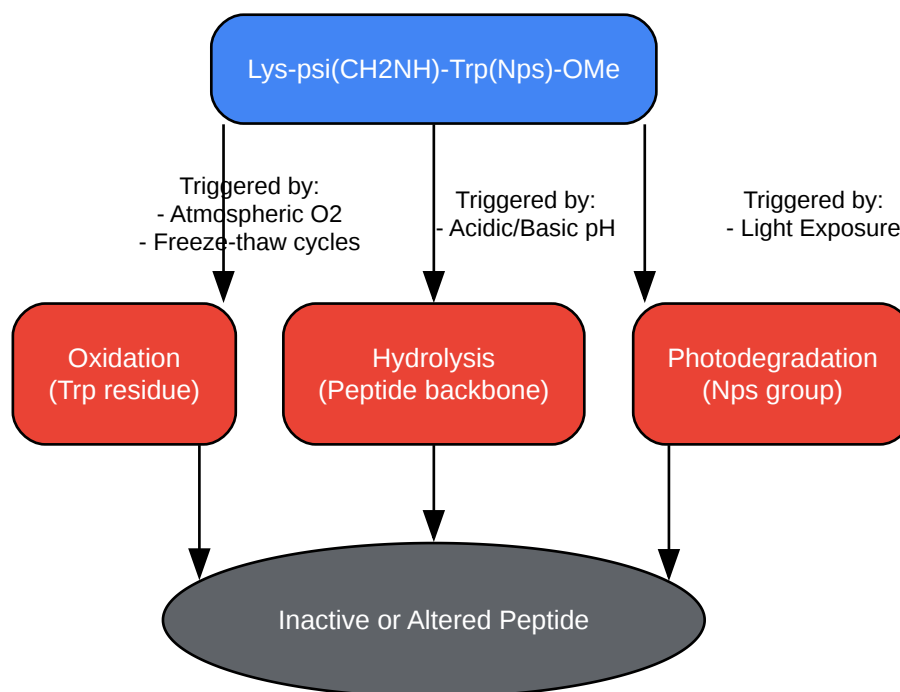 Lys-psi(CH2NH)-Trp(Nps)-OMe
Triggered by:
- Atmospheric O2
- Freeze-thaw cycles
Triggered by:
- Acidic/Basic pH
Triggered by:
- Light Exposure
Oxidation
(Trp residue)
Hydrolysis
(Peptide backbone)
Photodegradation
(Nps group)
Inactive or Altered Peptide